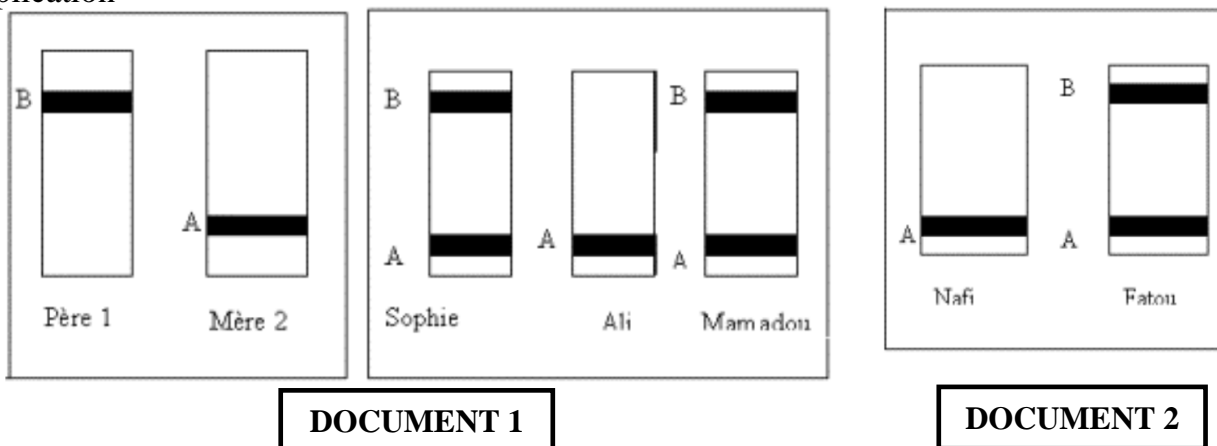 B
A
Père 1
Mère 2
B
A
A
B
A
Sophie
Ali
Mamadou
A
B
A
Nafi
Fatou
DOCUMENT 1
DOCUMENT 2